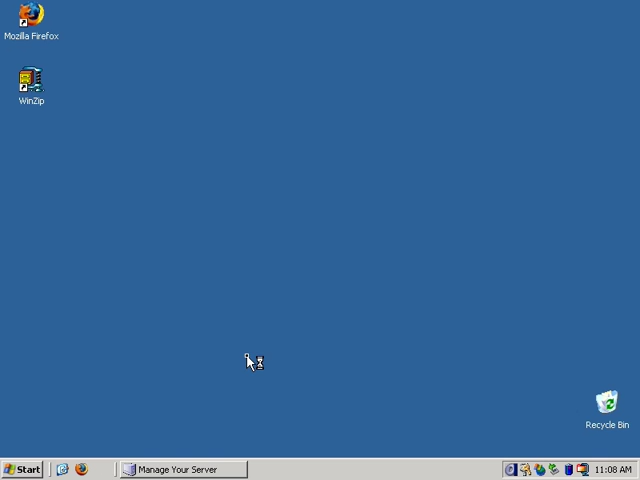 Mozilla Firefox
WinZip
Recycle Bin
Start
Manage Your Server
11:08 AM